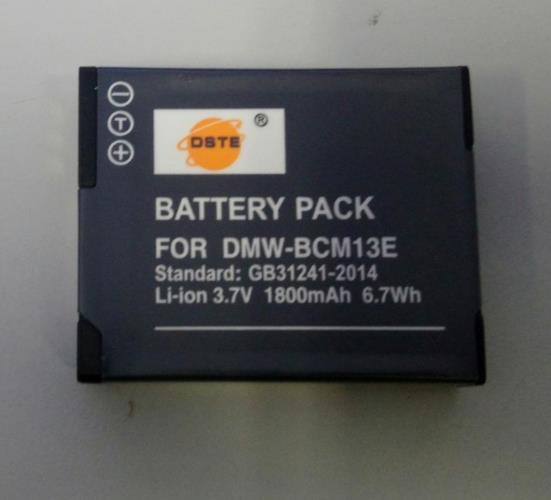 ⊖
Ⓣ
⊕
DSTE ®
BATTERY PACK
FOR DMW-BCM13E
Standard: GB31241-2014
Li-ion 3.7V 1800mAh 6.7Wh